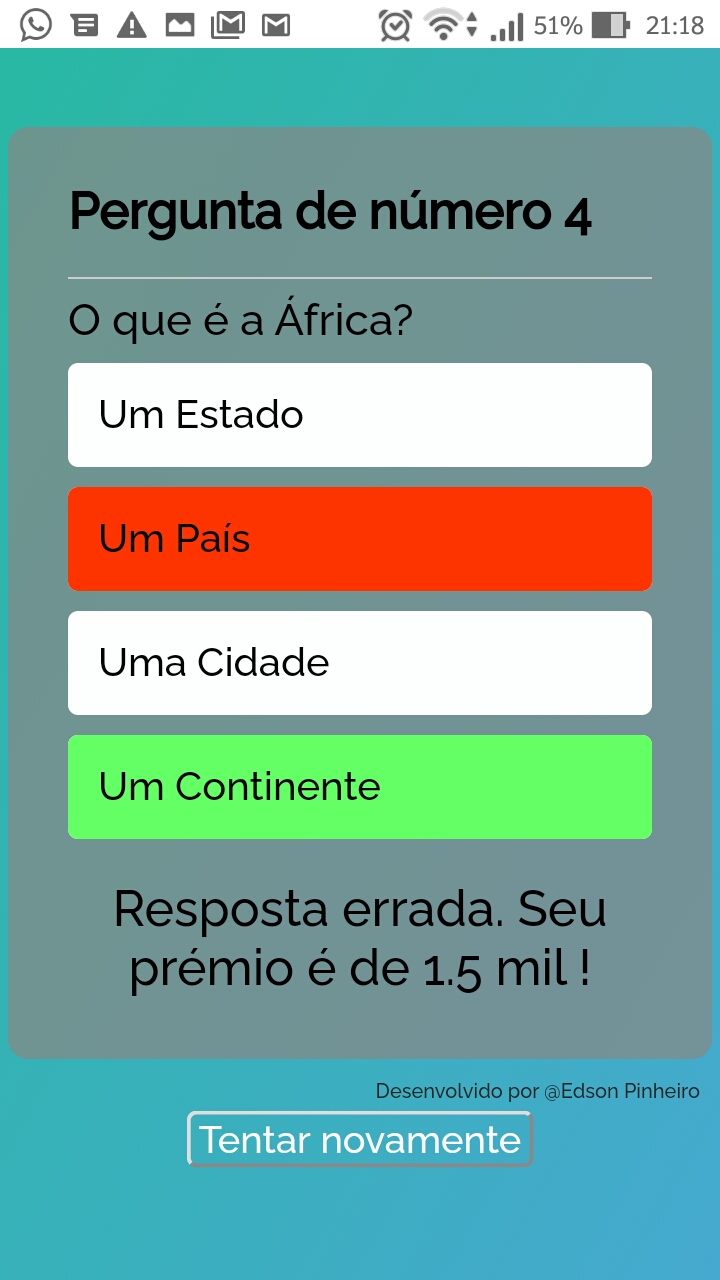 51% 21:18
Pergunta de número 4
O que é a África?
Um Estado
Um País
Uma Cidade
Um Continente
Resposta errada. Seu
prémio é de 1.5 mil !
Desenvolvido por @Edson Pinheiro
Tentar novamente